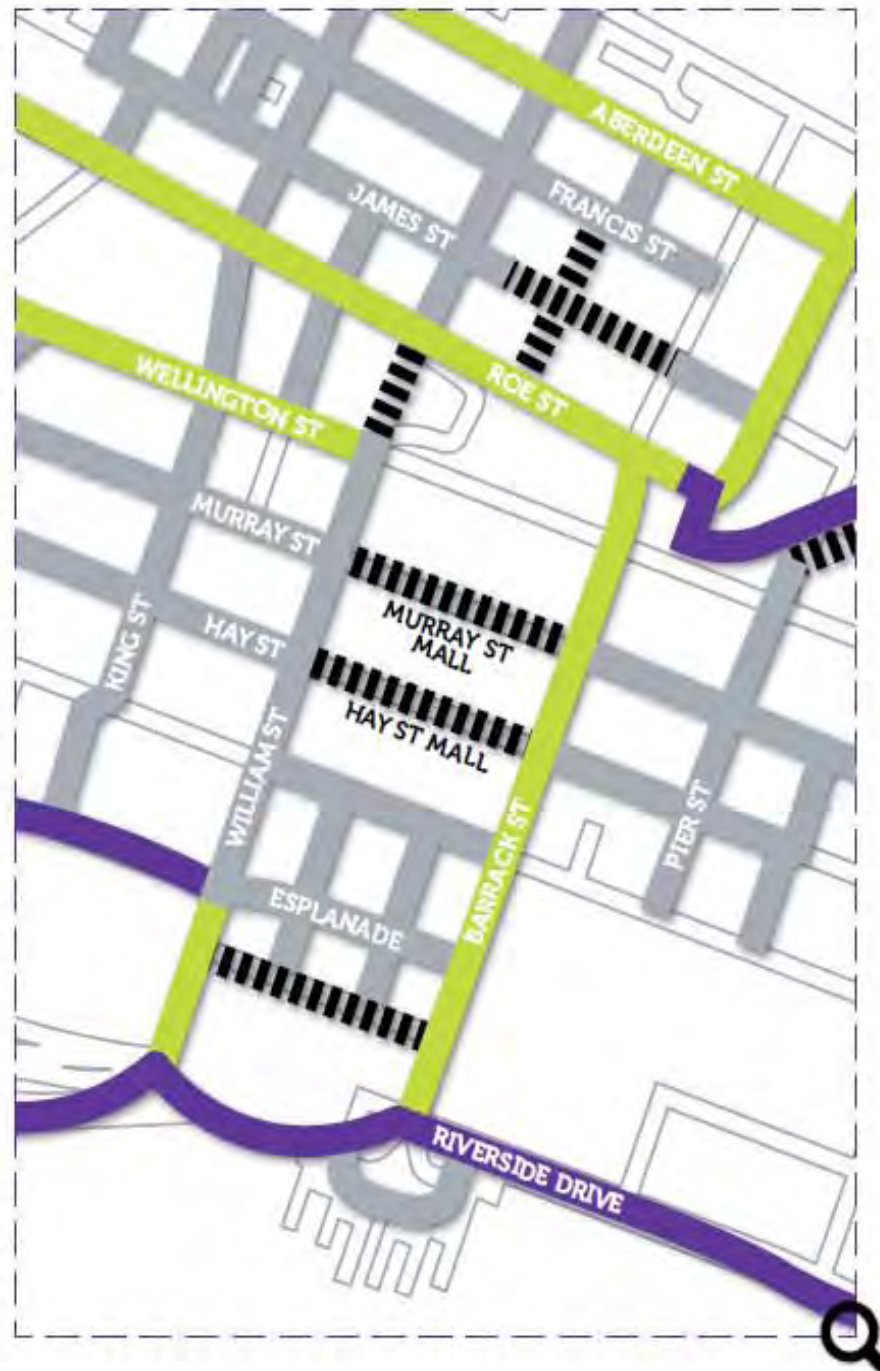 ABERDEEN ST
FRANCIS ST
JAMES ST
ROE ST
WELLINGTON ST
MURRAY ST
MURRAY ST
MALL
HAY ST
KING ST
HAY ST MALL
WILLIAM ST
PIER ST
BARRACK ST
ESPLANADE
RIVERSIDE DRIVE